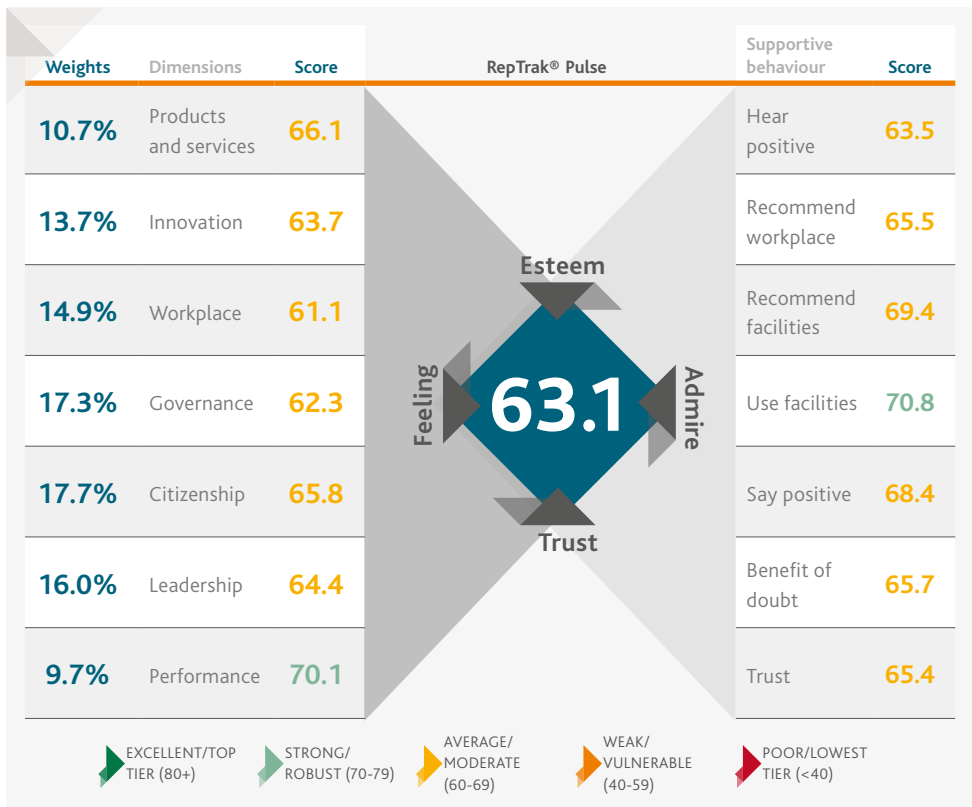 Weights Dimensions Score RepTrak® Pulse Supportive behaviour Score
10.7% Products and services 66.1
13.7% Innovation 63.7
14.9% Workplace 61.1
17.3% Governance 62.3
17.7% Citizenship 65.8
16.0% Leadership 64.4
9.7% Performance 70.1
Esteem
Feeling
63.1
Admire
Trust
Hear positive 63.5
Recommend workplace 65.5
Recommend facilities 69.4
Use facilities 70.8
Say positive 68.4
Benefit of doubt 65.7
Trust 65.4
EXCELLENT/TOP
TIER (80+)
STRONG/
ROBUST (70-79)
AVERAGE/
MODERATE
(60-69)
WEAK/
VULNERABLE
(40-59)
POOR/LOWEST
TIER (<40)